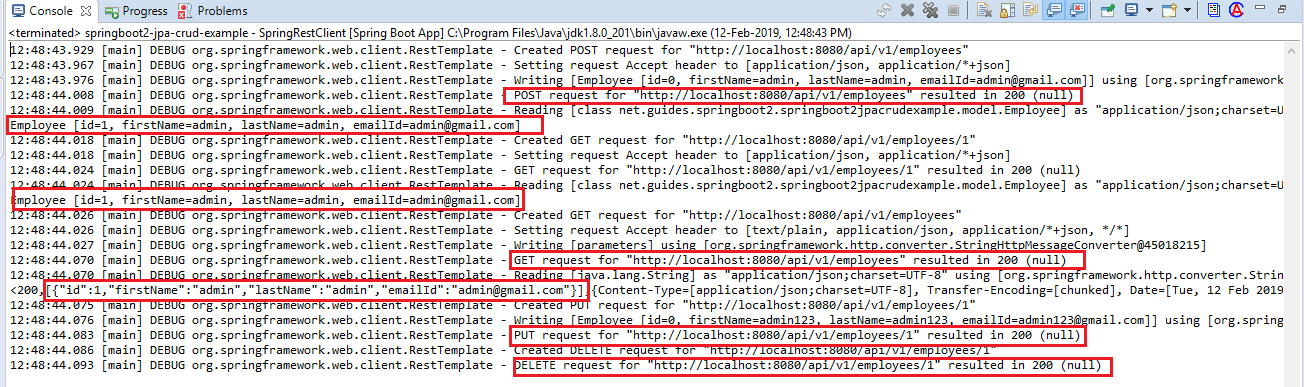 Console Progress Problems
<terminated> springboot2-jpa-crud-example - SpringRestClient [Spring Boot App] C:\Program Files\Java\jdk1.8.0_201\bin\javaw.exe (12-Feb-2019, 12:48:43 PM)
12:48:43.929 [main] DEBUG org.springframework.web.client.RestTemplate - Created POST request for "http://localhost:8080/api/v1/employees"
12:48:43.967 [main] DEBUG org.springframework.web.client.RestTemplate - Setting request Accept header to [application/json, application/*+json]
12:48:43.976 [main] DEBUG org.springframework.web.client.RestTemplate - Writing [Employee [id=0, firstName=admin, lastName=admin, emailId=admin@gmail.com]] using [org.springframework
12:48:44.008 [main] DEBUG org.springframework.web.client.RestTemplate - POST request for "http://localhost:8080/api/v1/employees" resulted in 200 (null)
12:48:44.009 [main] DEBUG org.springframework.web.client.RestTemplate - Reading [class net.guides.springboot2.springboot2jpacrudexample.model.Employee] as "application/json;charset=U
Employee [id=1, firstName=admin, lastName=admin, emailId=admin@gmail.com]
12:48:44.018 [main] DEBUG org.springframework.web.client.RestTemplate - Created GET request for "http://localhost:8080/api/v1/employees/1"
12:48:44.018 [main] DEBUG org.springframework.web.client.RestTemplate - Setting request Accept header to [application/json, application/*+json]
12:48:44.024 [main] DEBUG org.springframework.web.client.RestTemplate - GET request for "http://localhost:8080/api/v1/employees/1" resulted in 200 (null)
12:48:44.024 [main] DEBUG org.springframework.web.client.RestTemplate - Reading [class net.guides.springboot2.springboot2jpacrudexample.model.Employee] as "application/json;charset=U
Employee [id=1, firstName=admin, lastName=admin, emailId=admin@gmail.com]
12:48:44.026 [main] DEBUG org.springframework.web.client.RestTemplate - Created GET request for "http://localhost:8080/api/v1/employees"
12:48:44.026 [main] DEBUG org.springframework.web.client.RestTemplate - Setting request Accept header to [text/plain, application/json, application/*+json, */*]
12:48:44.027 [main] DEBUG org.springframework.web.client.RestTemplate - Writing [parameters] using [org.springframework.http.converter.StringHttpMessageConverter@45018215]
12:48:44.070 [main] DEBUG org.springframework.web.client.RestTemplate - GET request for "http://localhost:8080/api/v1/employees" resulted in 200 (null)
12:48:44.070 [main] DEBUG org.springframework.web.client.RestTemplate - Reading [java.lang.String] as "application/json;charset=UTF-8" using [org.springframework.http.converter.Strin
<200,[{"id":1,"firstName":"admin","lastName":"admin","emailId":"admin@gmail.com"}],{Content-Type=[application/json;charset=UTF-8], Transfer-Encoding=[chunked], Date=[Tue, 12 Feb 2019
12:48:44.075 [main] DEBUG org.springframework.web.client.RestTemplate - Created PUT request for "http://localhost:8080/api/v1/employees/1"
12:48:44.076 [main] DEBUG org.springframework.web.client.RestTemplate - Writing [Employee [id=0, firstName=admin123, lastName=admin123, emailId=admin123@gmail.com]] using [org.spring
12:48:44.083 [main] DEBUG org.springframework.web.client.RestTemplate - PUT request for "http://localhost:8080/api/v1/employees/1" resulted in 200 (null)
12:48:44.086 [main] DEBUG org.springframework.web.client.RestTemplate - Created DELETE request for "http://localhost:8080/api/v1/employees/1"
12:48:44.093 [main] DEBUG org.springframework.web.client.RestTemplate - DELETE request for "http://localhost:8080/api/v1/employees/1" resulted in 200 (null)